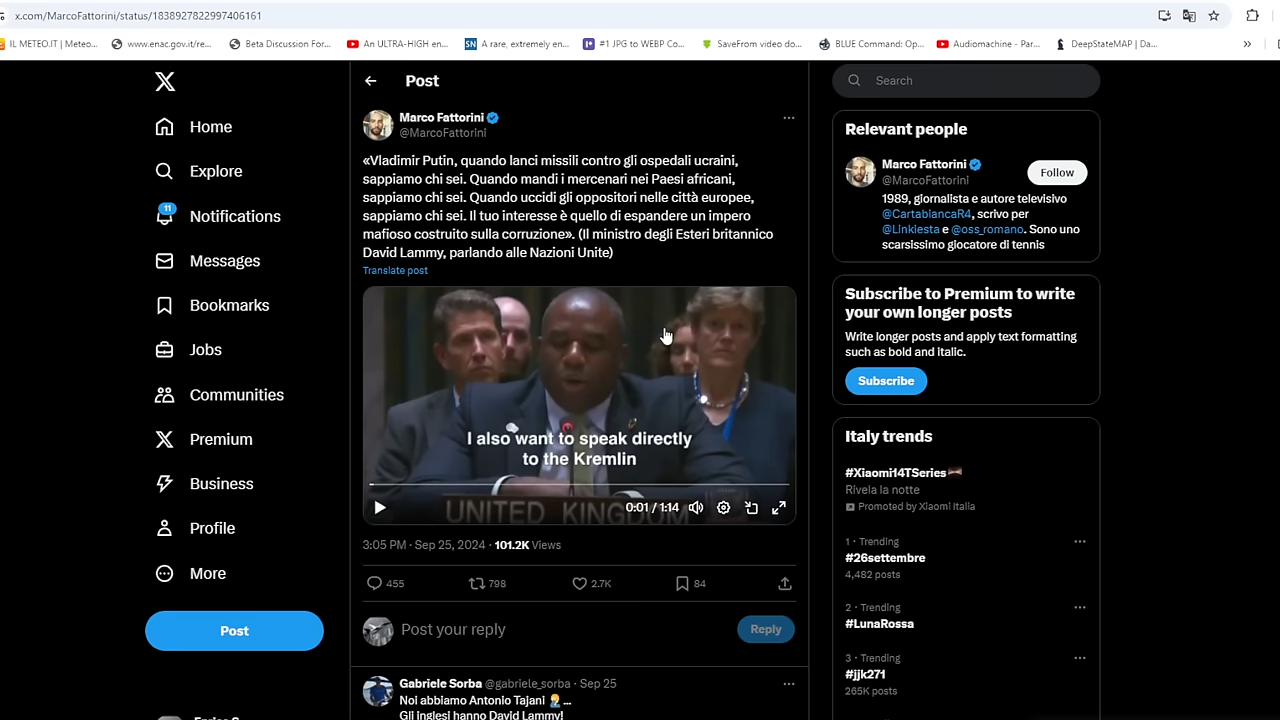 x.com/MarcoFattorini/status/1838927822997406161
IL METEO.IT | Meteo...
www.enac.gov.it/re...
Beta Discussion For...
An ULTRA-HIGH en...
SN
A rare, extremely en...
#1 JPG to WEBP Co...
SaveFrom video do...
BLUE Command: Op...
Audiomachine - Par...
DeepStateMAP | Da...
Home
Explore
11
Notifications
Messages
Bookmarks
Jobs
Communities
Premium
Business
Profile
More
Post
Post
Marco Fattorini
@MarcoFattorini
«Vladimir Putin, quando lanci missili contro gli ospedali ucraini,
sappiamo chi sei. Quando mandi i mercenari nei Paesi africani,
sappiamo chi sei. Quando uccidi gli oppositori nelle città europee,
sappiamo chi sei. Il tuo interesse è quello di espandere un impero
mafioso costruito sulla corruzione». (Il ministro degli Esteri britannico
David Lammy, parlando alle Nazioni Unite)
Translate post
I also want to speak directly
to the Kremlin
UNITED KINGDOM
0:01 / 1:14
3:05 PM · Sep 25, 2024 · 101.2K Views
455
798
2.7K
84
Post your reply
Reply
Gabriele Sorba @gabriele_sorba · Sep 25
Noi abbiamo Antonio Tajani 🤦‍♂️...
Gli inglesi hanno David Lammy!
Search
Relevant people
Marco Fattorini
@MarcoFattorini
Follow
1989, giornalista e autore televisivo
@CartabiancaR4, scrivo per
@Linkiesta e @oss_romano. Sono uno
scarsissimo giocatore di tennis
Subscribe to Premium to write
your own longer posts
Write longer posts and apply text formatting
such as bold and italic.
Subscribe
Italy trends
#Xiaomi14TSeries
Rivela la notte
Promoted by Xiaomi Italia
1 · Trending
#26settembre
4,482 posts
2 · Trending
#LunaRossa
3 · Trending
#jjk271
265K posts